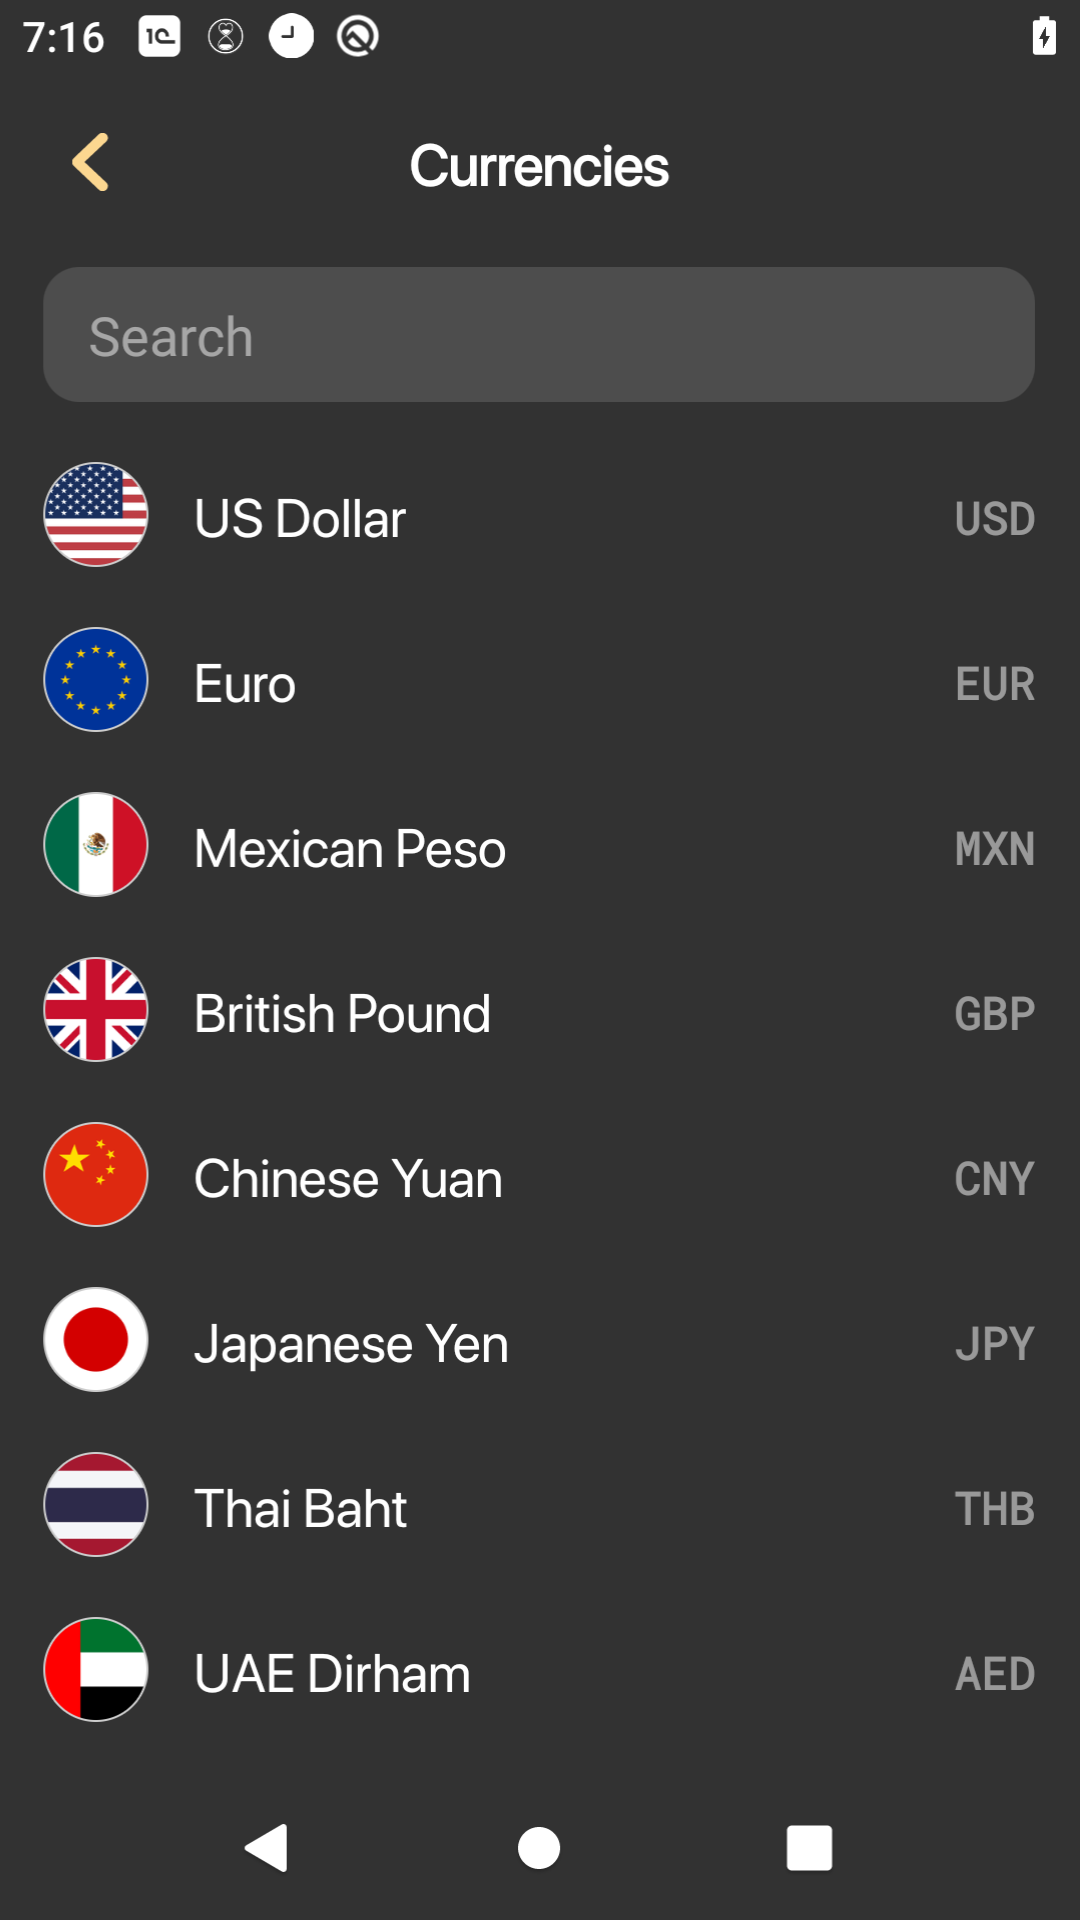 7:16
Currencies
Search
US Dollar USD
Euro EUR
Mexican Peso MXN
British Pound GBP
Chinese Yuan CNY
Japanese Yen JPY
Thai Baht THB
UAE Dirham AED